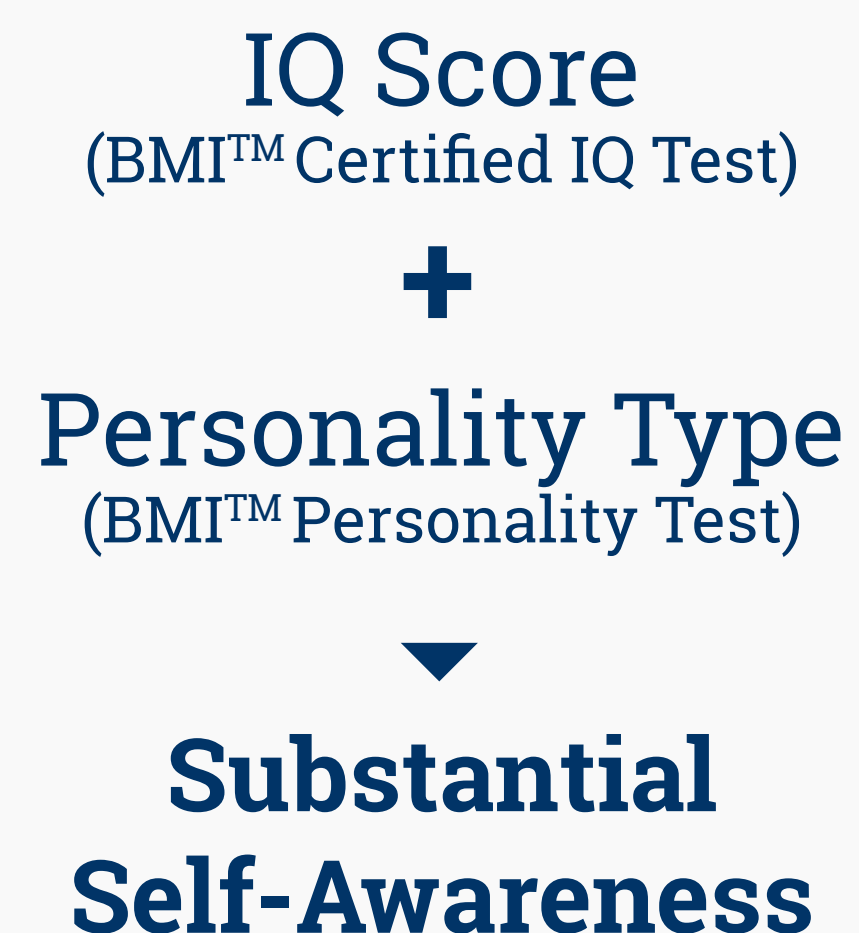 IQ Score
(BMI™ Certified IQ Test)
+
Personality Type
(BMI™ Personality Test)
Substantial
Self-Awareness